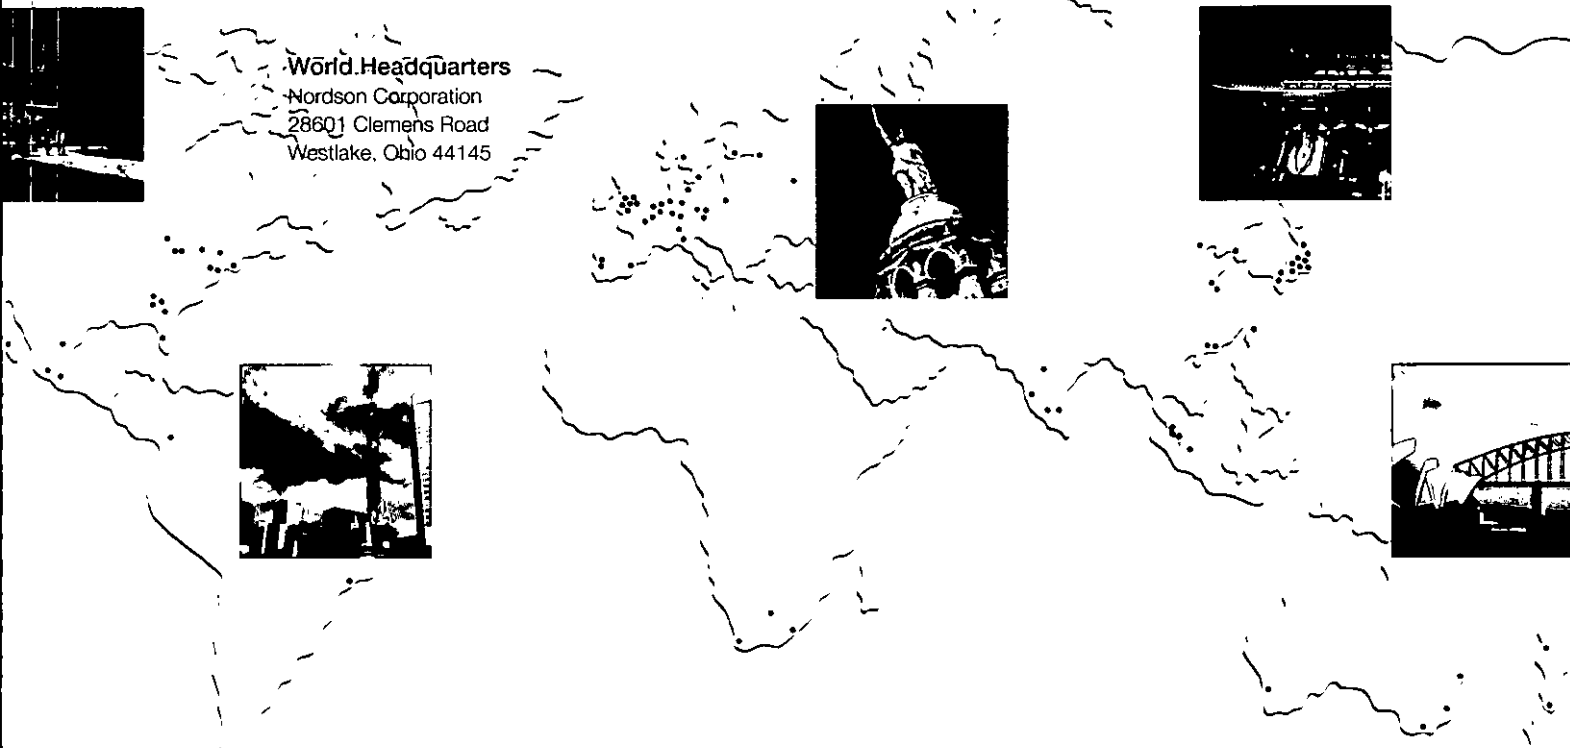 World Headquarters
Nordson Corporation
28601 Clemens Road
Westlake, Ohio 44145